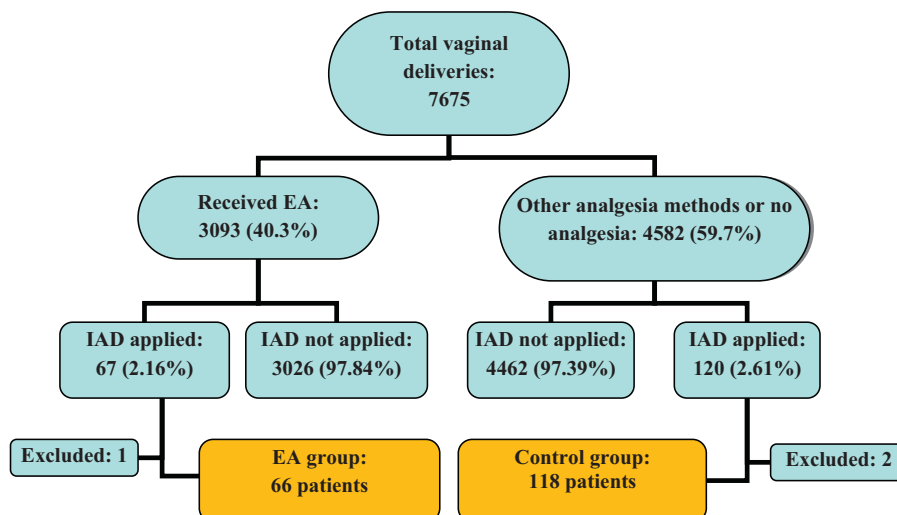 Total vaginal
deliveries:
7675
Received EA:
3093 (40.3%)
Other analgesia methods or no
analgesia: 4582 (59.7%)
IAD applied:
67 (2.16%)
IAD not applied:
3026 (97.84%)
IAD not applied:
4462 (97.39%)
IAD applied:
120 (2.61%)
Excluded: 1
EA group:
66 patients
Control group:
118 patients
Excluded: 2